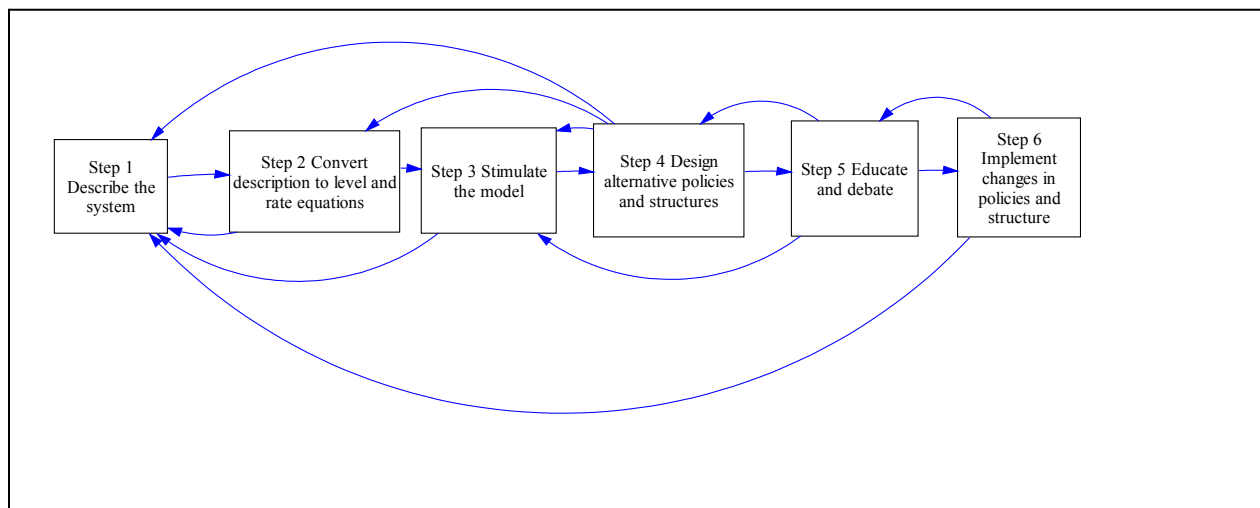 Step 1
Describe the
system
Step 2 Convert
description to level and
rate equations
Step 3 Stimulate
the model
Step 4 Design
alternative policies
and structures
Step 5 Educate
and debate
Step 6
Implement
changes in
policies and
structure